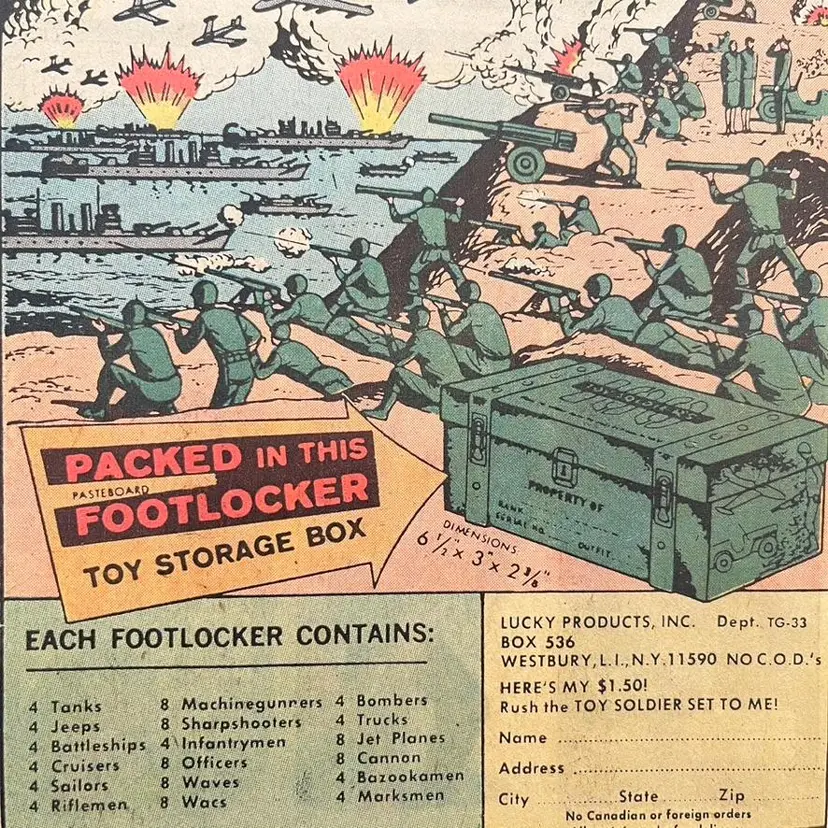 PACKED IN THIS
PASTEBOARD
FOOTLOCKER
TOY STORAGE BOX
PROPERTY OF
RANK
SERIAL NO.
OUTFIT
DIMENSIONS
6 1/2" x 3" x 2 3/8"
EACH FOOTLOCKER CONTAINS:
4 Tanks
4 Jeeps
4 Battleships
4 Cruisers
4 Sailors
4 Riflemen
8 Machinegunners
8 Sharpshooters
4 Infantrymen
8 Officers
8 Waves
8 Wacs
4 Bombers
4 Trucks
8 Jet Planes
8 Cannon
4 Bazookamen
4 Marksmen
LUCKY PRODUCTS, INC. Dept. TG-33
BOX 536
WESTBURY, L.I., N.Y. 11590 NO C.O.D.'s
HERE'S MY $1.50!
Rush the TOY SOLDIER SET TO ME!
Name
Address
City State Zip
No Canadian or foreign orders